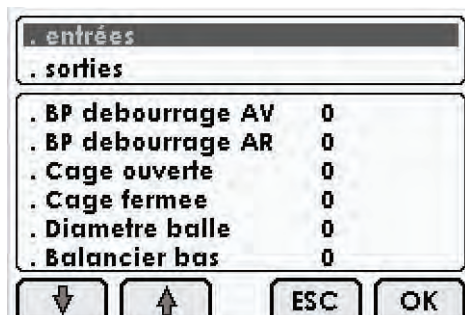 . entrées
. sorties
. BP debourrage AV 0
. BP debourrage AR 0
. Cage ouverte 0
. Cage fermee 0
. Diametre balle 0
. Balancier bas 0
ESC OK